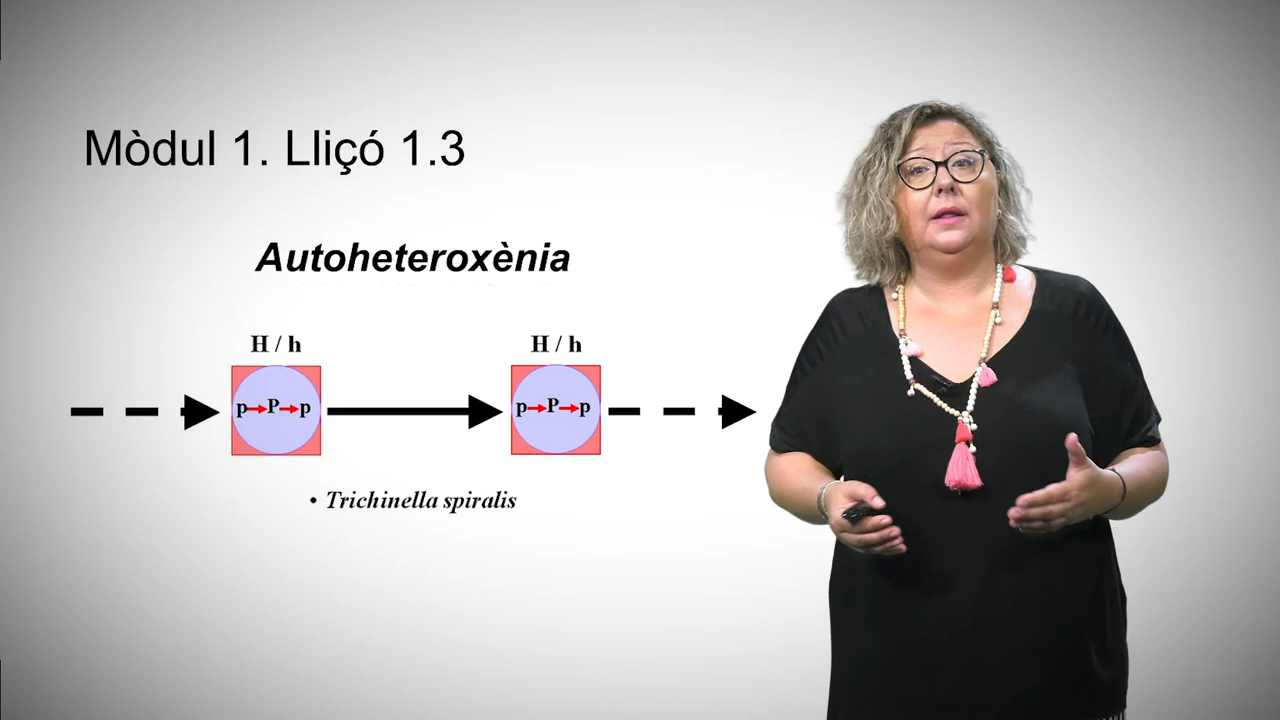 Mòdul 1. Lliçó 1.3
Autoheteroxènia
H / h H / h
p P p p P p
• Trichinella spiralis